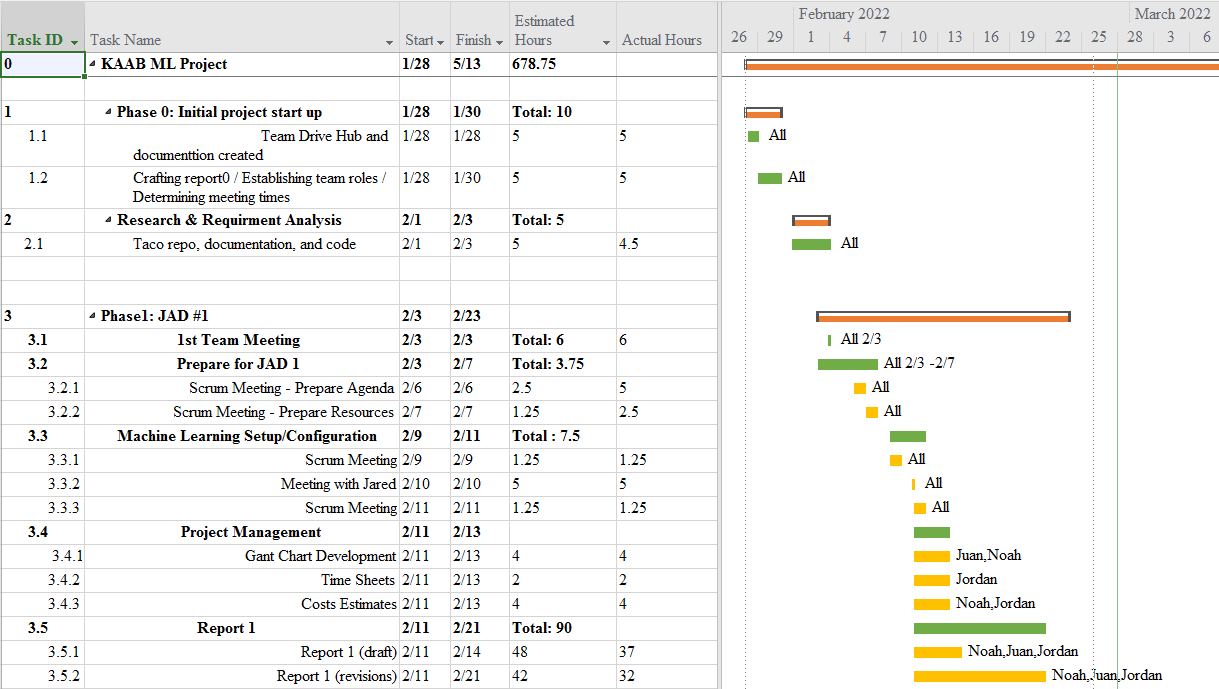 Estimated February 2022 March 2022
Task ID Task Name Start Finish Hours Actual Hours 26 29 1 4 7 10 13 16 19 22 25 28 3 6
0 KAAB ML Project 1/28 5/13 678.75
1 Phase 0: Initial project start up 1/28 1/30 Total: 10
1.1 Team Drive Hub and 1/28 1/28 5 5 All
documenttion created
1.2 Crafting report0 / Establishing team roles / 1/28 1/30 5 5 All
Determining meeting times
2 Research & Requirment Analysis 2/1 2/3 Total: 5
2.1 Taco repo, documentation, and code 2/1 2/3 5 4.5 All
3 Phase1: JAD #1 2/3 2/23
3.1 1st Team Meeting 2/3 2/3 Total: 6 6 All 2/3
3.2 Prepare for JAD 1 2/3 2/7 Total: 3.75 All 2/3 -2/7
3.2.1 Scrum Meeting - Prepare Agenda 2/6 2/6 2.5 5 All
3.2.2 Scrum Meeting - Prepare Resources 2/7 2/7 1.25 2.5 All
3.3 Machine Learning Setup/Configuration 2/9 2/11 Total : 7.5
3.3.1 Scrum Meeting 2/9 2/9 1.25 1.25 All
3.3.2 Meeting with Jared 2/10 2/10 5 5 All
3.3.3 Scrum Meeting 2/11 2/11 1.25 1.25 All
3.4 Project Management 2/11 2/13
3.4.1 Gant Chart Development 2/11 2/13 4 4 Juan,Noah
3.4.2 Time Sheets 2/11 2/13 2 2 Jordan
3.4.3 Costs Estimates 2/11 2/13 4 4 Noah,Jordan
3.5 Report 1 2/11 2/21 Total: 90
3.5.1 Report 1 (draft) 2/11 2/14 48 37 Noah,Juan,Jordan
3.5.2 Report 1 (revisions) 2/11 2/21 42 32 Noah,Juan,Jordan